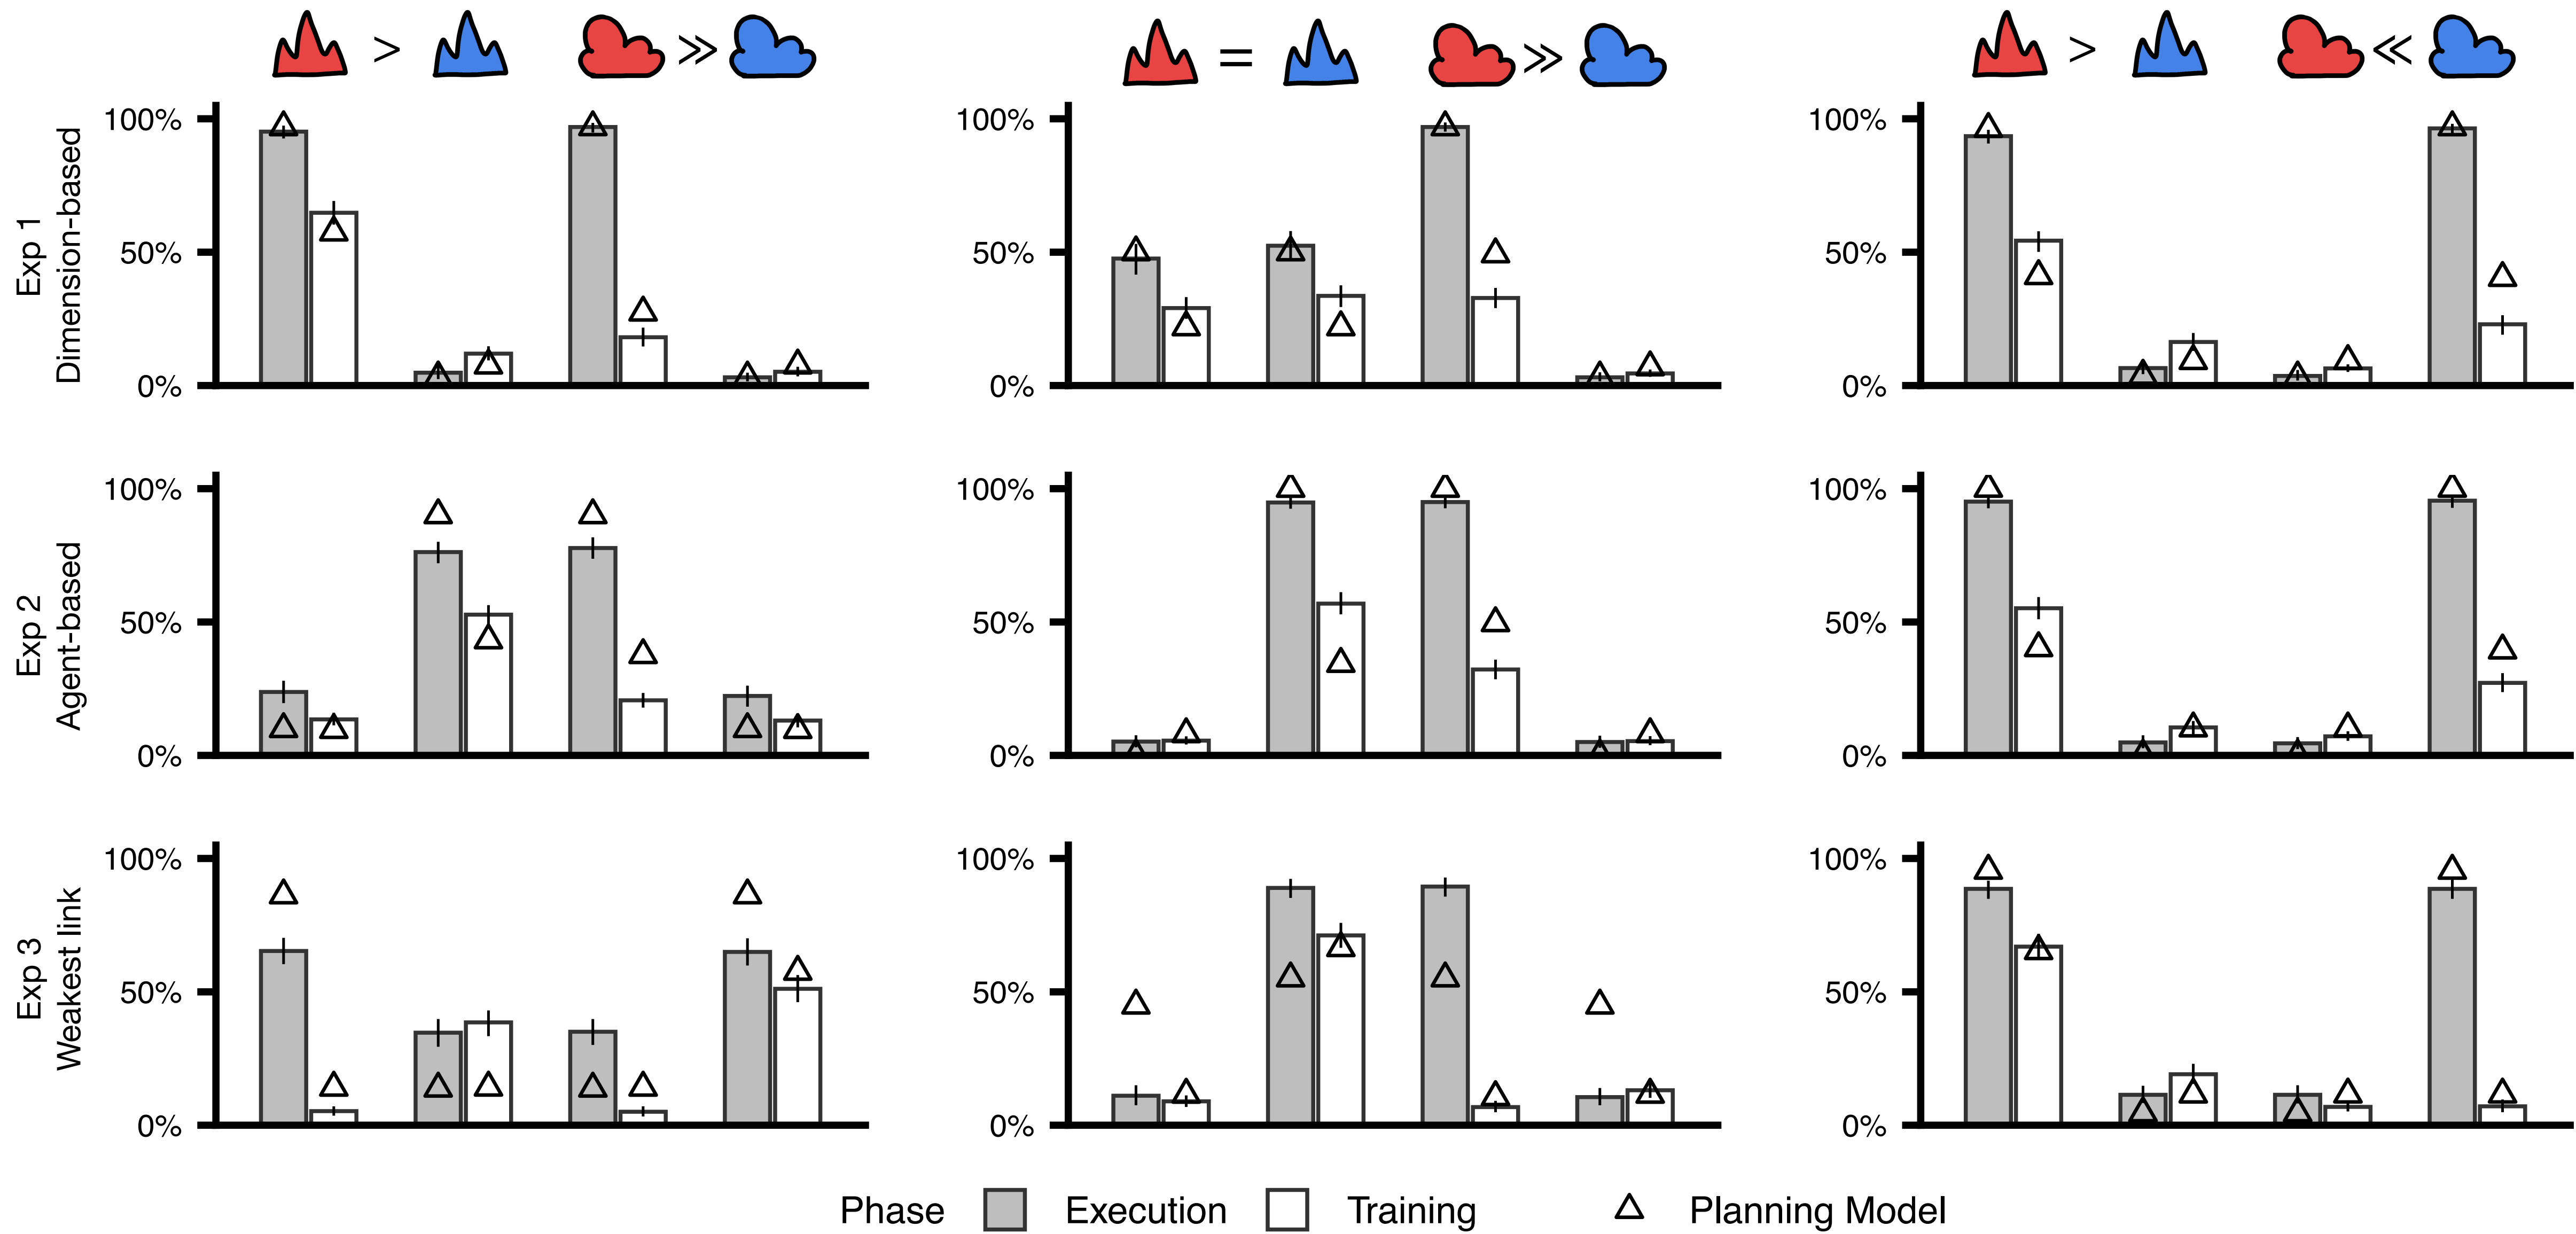 > ≫ = ≫ > ≪
Exp 1
Dimension-based
100% 100% 100%
50% 50% 50%
0% 0% 0%
Exp 2
Agent-based
100% 100% 100%
50% 50% 50%
0% 0% 0%
Exp 3
Weakest link
100% 100% 100%
50% 50% 50%
0% 0% 0%
Phase Execution Training Planning Model